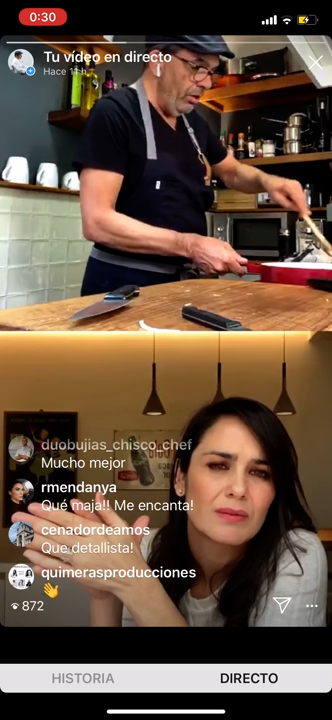 0:30
Tu vídeo en directo
Hace 11 h
duobujias_chisco_chef
Mucho mejor
rmendanya
Qué maja!! Me encanta!
cenadordeamos
Que detallista!
quimerasproducciones
👋
872
HISTORIA
DIRECTO